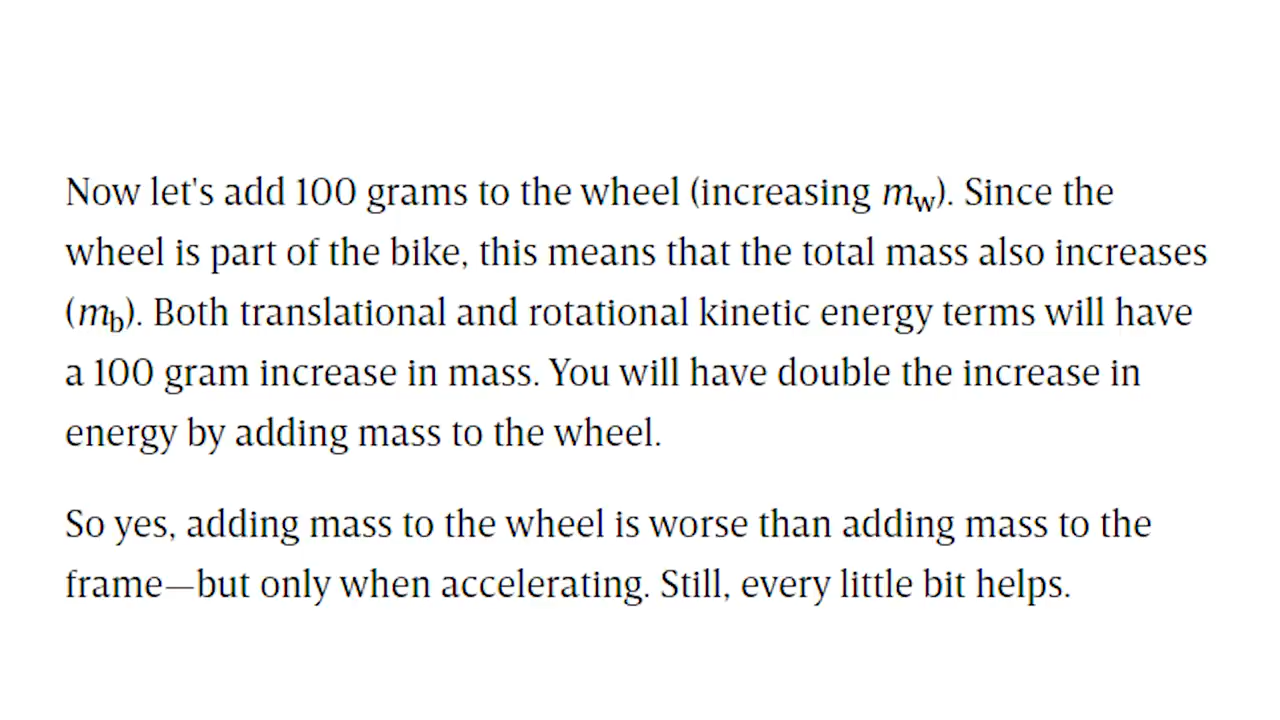 Now let's add 100 grams to the wheel (increasing mw). Since the
wheel is part of the bike, this means that the total mass also increases
(mb). Both translational and rotational kinetic energy terms will have
a 100 gram increase in mass. You will have double the increase in
energy by adding mass to the wheel.
So yes, adding mass to the wheel is worse than adding mass to the
frame—but only when accelerating. Still, every little bit helps.